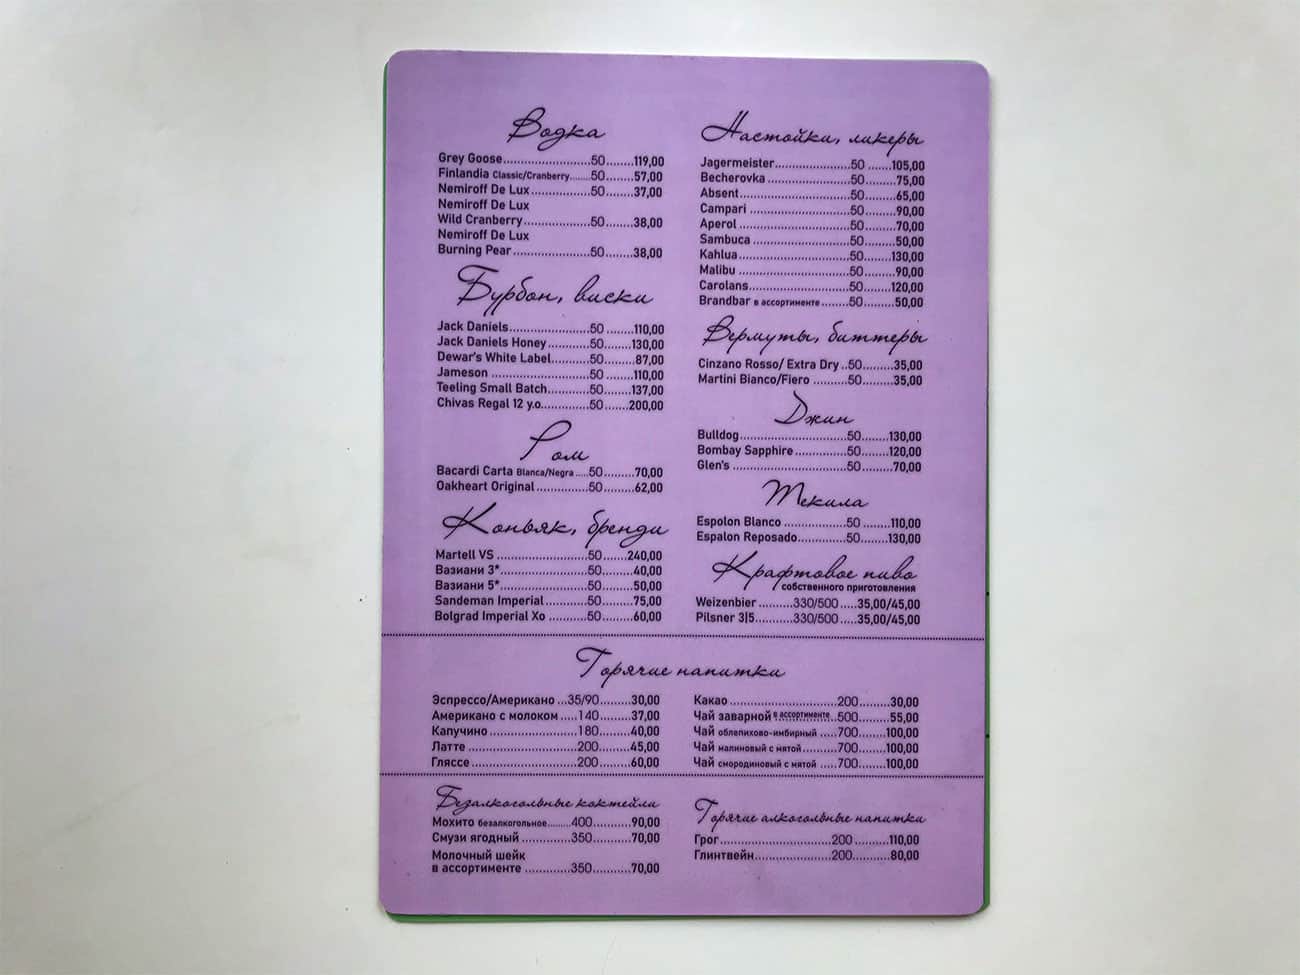 Водка
Grey Goose........................50........119,00
Finlandia Classic/Cranberry........50........57,00
Nemiroff De Lux................50........37,00
Nemiroff De Lux
Wild Cranberry..................50........38,00
Nemiroff De Lux
Burning Pear.....................50........38,00
Бурбон, виски
Jack Daniels......................50........110,00
Jack Daniels Honey............50........130,00
Dewar's White Label...........50........87,00
Jameson ..........................50........110,00
Teeling Small Batch............50........137,00
Chivas Regal 12 y.o.............50.......200,00
Ром
Bacardi Carta Blanca/Negra .....50........70,00
Oakheart Original ..............50........62,00
Коньяк, бренди
Martell VS .........................50.......240,00
Вазиани 3*........................50........40,00
Вазиани 5*........................50........50,00
Sandeman Imperial ............50........75,00
Bolgrad Imperial Xo ...........50........60,00
Настойки, ликеры
Jagermeister.....................50 .......105,00
Becherovka ......................50........75,00
Absent..............................50........65,00
Campari ...........................50........90,00
Aperol ..............................50........70,00
Sambuca ..........................50........50,00
Kahlua..............................50.......130,00
Malibu ..............................50........90,00
Carolans...........................50.......120,00
Brandbar в ассортименте ........50........50,00
Вермуты, биттеры
Cinzano Rosso/ Extra Dry ..50.........35,00
Martini Bianco/Fiero ..........50.........35,00
Джин
Bulldog.............................50.......130,00
Bombay Sapphire...............50.......120,00
Glen's ...............................50........70,00
Текила
Espolon Blanco ..................50 .......110,00
Espalon Reposado..............50.......130,00
Крафтовое пиво
собственного приготовления
Weizenbier ..........330/500 .....35,00/45,00
Pilsner 3|5...........330/500 .....35,00/45,00
Горячие напитки
Эспрессо/Американо ...35/90.........30,00
Американо с молоком .....140.........37,00
Капучино .......................180.........40,00
Латте .............................200.........45,00
Гляссе ............................200.........60,00
Какао ..............................200.........30,00
Чай заварной в ассортименте..500.........55,00
Чай облепихово-имбирный .....700........100,00
Чай малиновый с мятой..........700........100,00
Чай смородиновый с мятой .....700........100,00
Безалкогольные коктейли
Мохито безалкогольное.........400..........90,00
Смузи ягодный ...............350.........70,00
Молочный шейк
в ассортименте .............350.........70,00
Горячие алкогольные напитки
Грог..............................200 .........110,00
Глинтвейн.....................200..........80,00